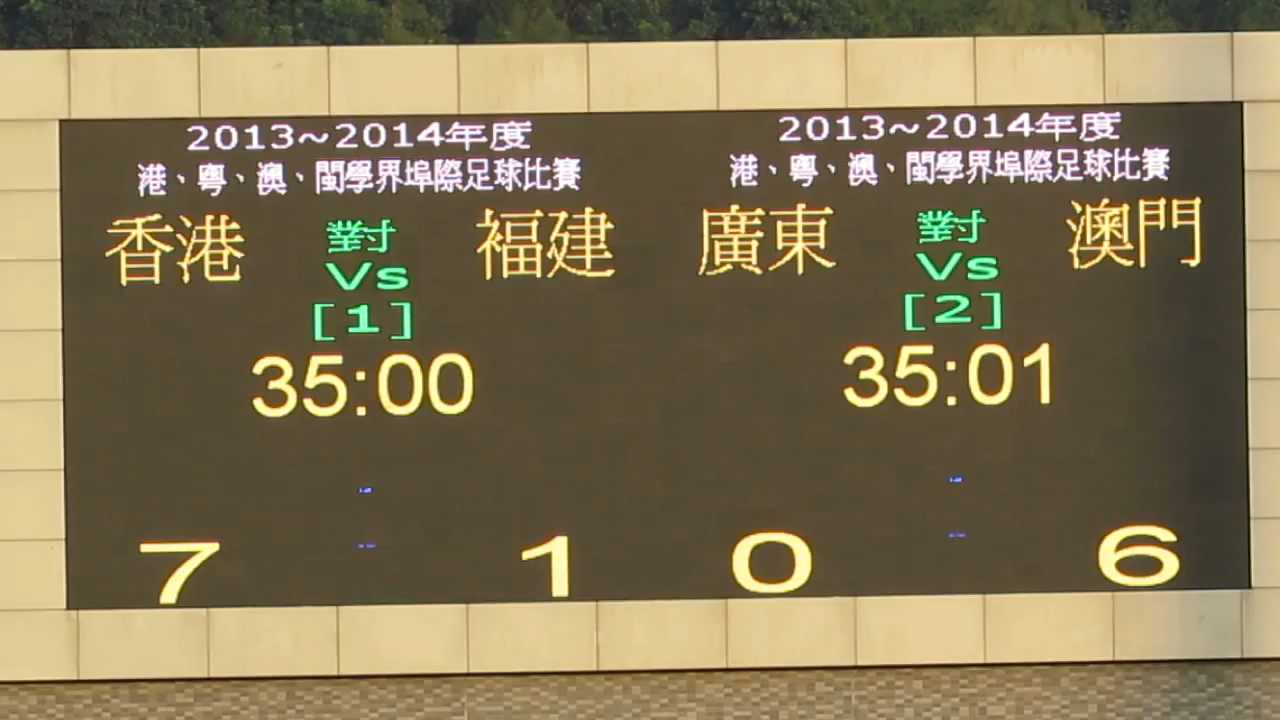 2013~2014年度
港、粵、澳、閩學界埠際足球比賽
香港 對 福建
Vs
[1]
35:00
7 1
2013~2014年度
港、粵、澳、閩學界埠際足球比賽
廣東 對 澳門
Vs
[2]
35:01
0 6